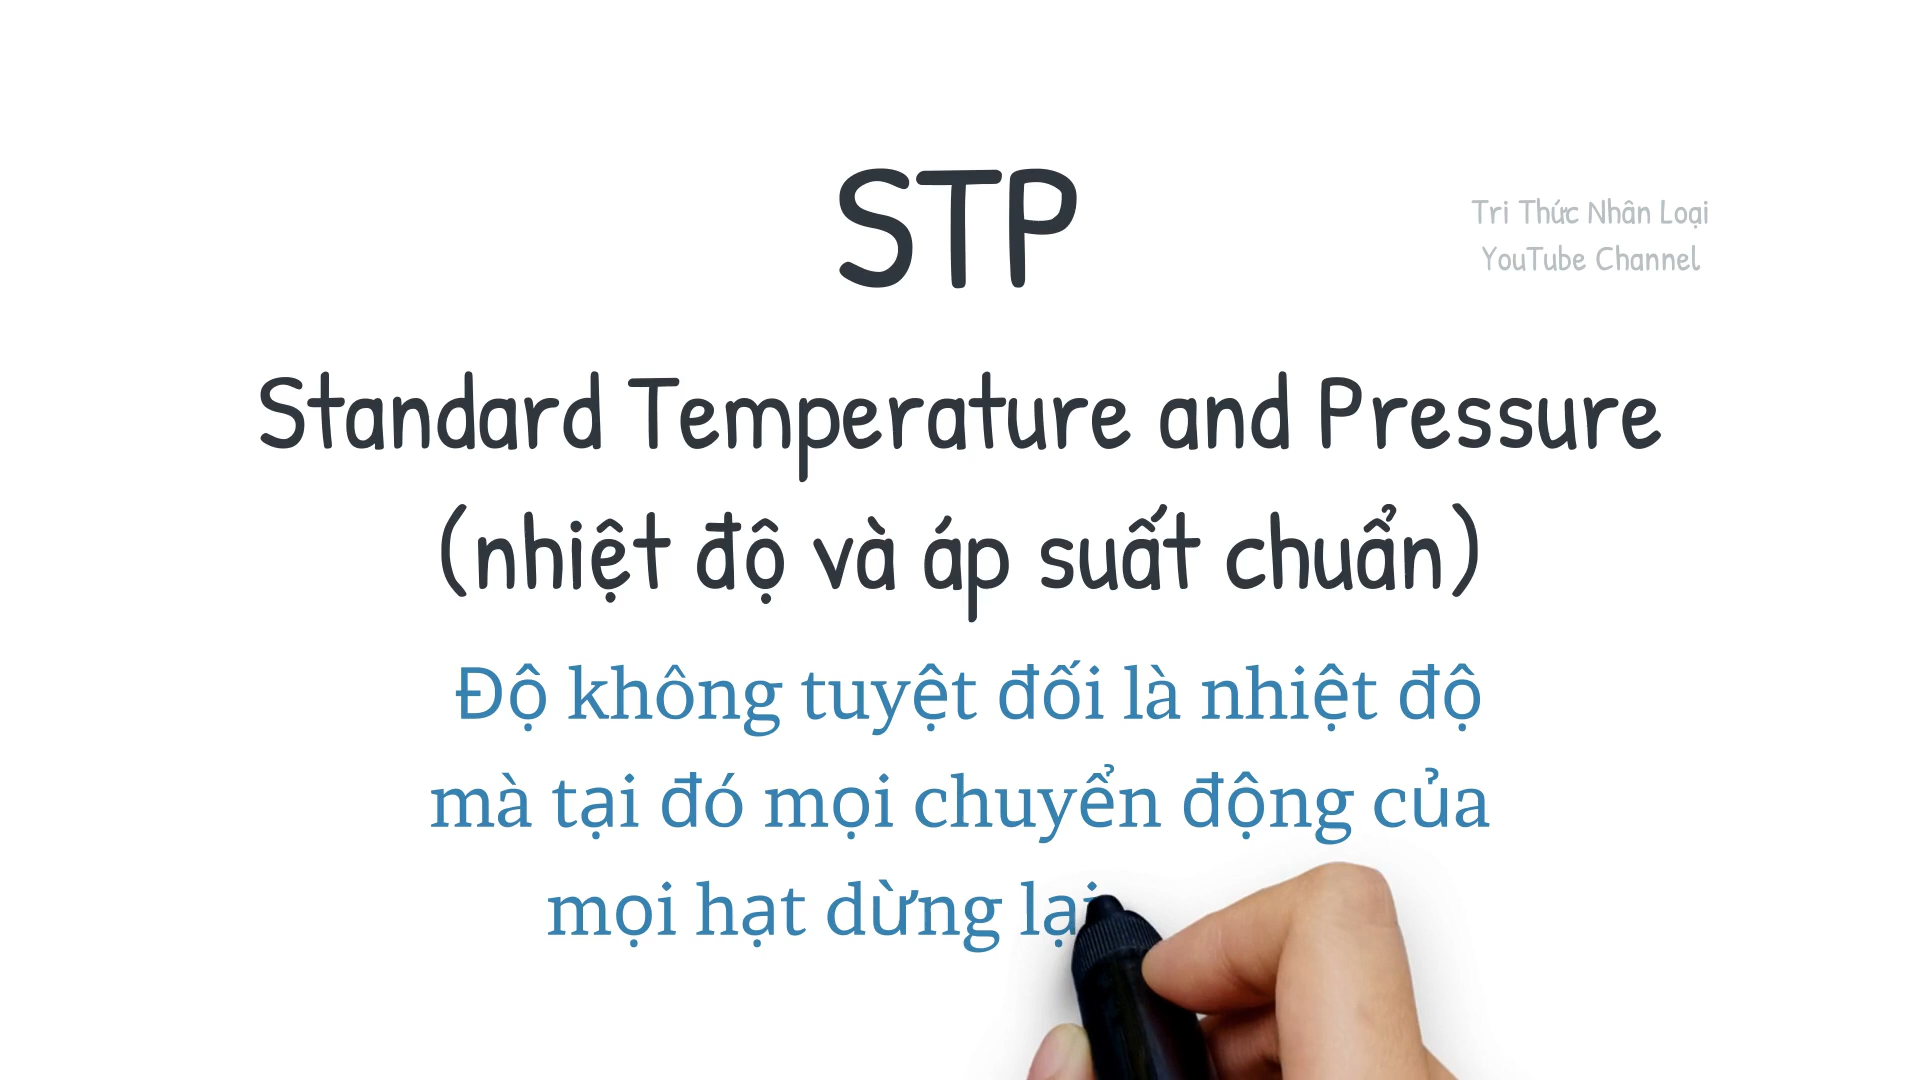 STP
Tri Thức Nhân Loại
YouTube Channel
Standard Temperature and Pressure
(nhiệt độ và áp suất chuẩn)
Độ không tuyệt đối là nhiệt độ
mà tại đó mọi chuyển động của
mọi hạt dừng lại